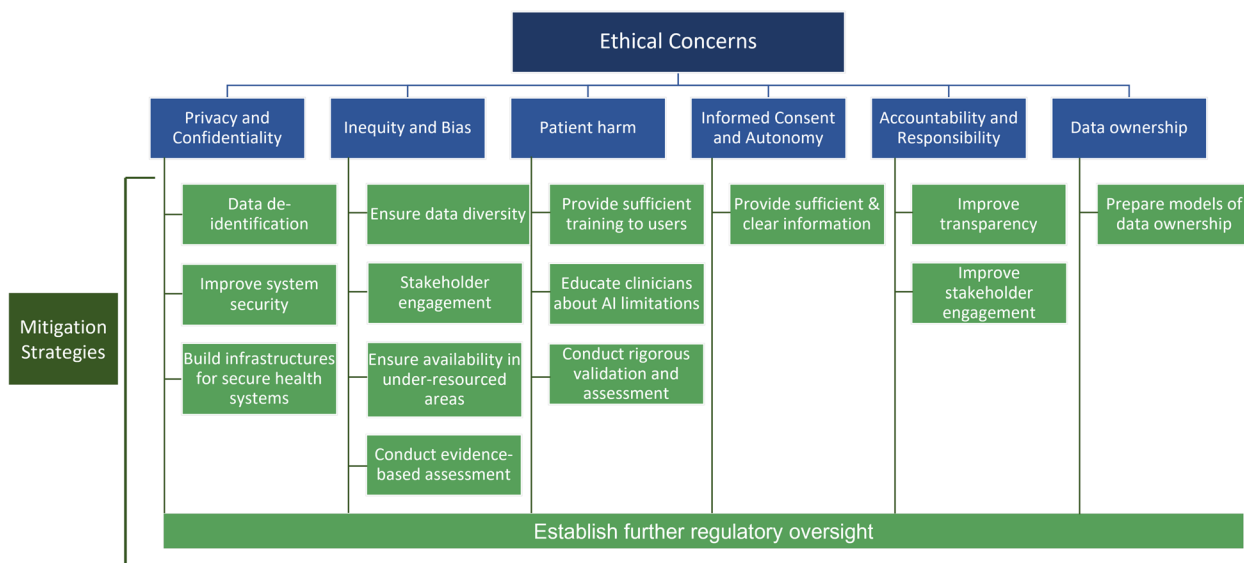 Ethical Concerns
Privacy and
Confidentiality
Inequity and Bias
Patient harm
Informed Consent
and Autonomy
Accountability and
Responsibility
Data ownership
Mitigation
Strategies
Data de-
identification
Improve system
security
Build infrastructures
for secure health
systems
Ensure data diversity
Stakeholder
engagement
Ensure availability in
under-resourced
areas
Conduct evidence-
based assessment
Provide sufficient
training to users
Educate clinicians
about AI limitations
Conduct rigorous
validation and
assessment
Provide sufficient &
clear information
Improve
transparency
Improve
stakeholder
engagement
Prepare models of
data ownership
Establish further regulatory oversight